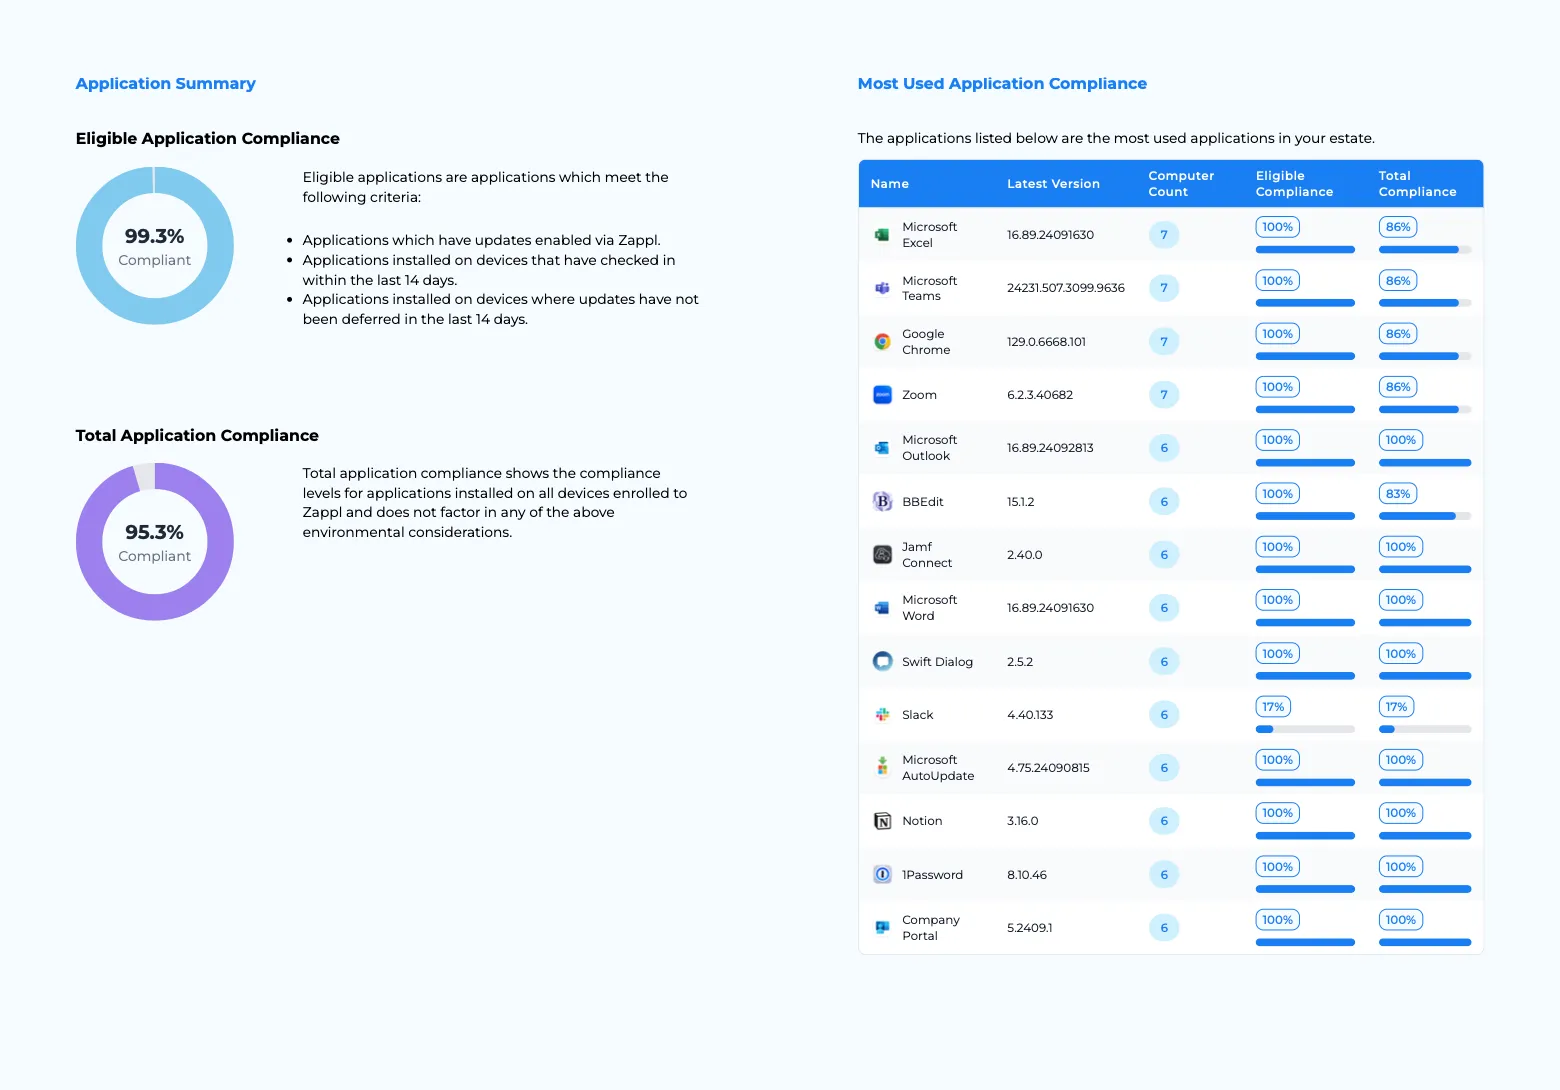 Application Summary
Eligible Application Compliance
99.3%
Compliant
Eligible applications are applications which meet the
following criteria:
• Applications which have updates enabled via Zappl.
• Applications installed on devices that have checked in
within the last 14 days.
• Applications installed on devices where updates have not
been deferred in the last 14 days.
Total Application Compliance
95.3%
Compliant
Total application compliance shows the compliance
levels for applications installed on all devices enrolled to
Zappl and does not factor in any of the above
environmental considerations.
Most Used Application Compliance
The applications listed below are the most used applications in your estate.
Name Latest Version Computer Count Eligible Compliance Total Compliance
Microsoft Excel 16.89.24091630 7 100% 86%
Microsoft Teams 24231.507.3099.9636 7 100% 86%
Google Chrome 129.0.6668.101 7 100% 86%
Zoom 6.2.3.40682 7 100% 86%
Microsoft Outlook 16.89.24092813 6 100% 100%
BBEdit 15.1.2 6 100% 83%
Jamf Connect 2.40.0 6 100% 100%
Microsoft Word 16.89.24091630 6 100% 100%
Swift Dialog 2.5.2 6 100% 100%
Slack 4.40.133 6 17% 17%
Microsoft AutoUpdate 4.75.24090815 6 100% 100%
Notion 3.16.0 6 100% 100%
1Password 8.10.46 6 100% 100%
Company Portal 5.2409.1 6 100% 100%